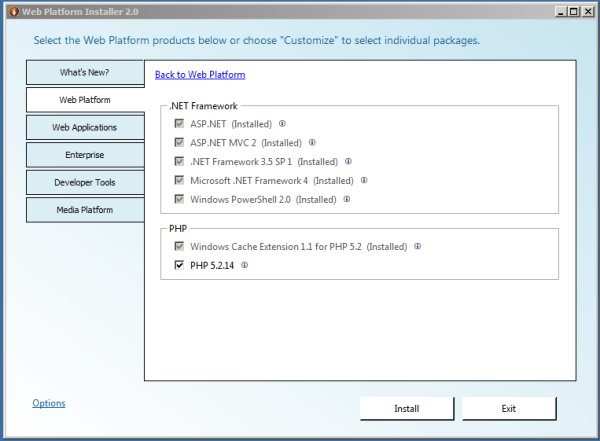 Web Platform Installer 2.0
Select the Web Platform products below or choose "Customize" to select individual packages.
What's New?
Web Platform
Web Applications
Enterprise
Developer Tools
Media Platform
Back to Web Platform
.NET Framework
ASP.NET (Installed)
ASP.NET MVC 2 (Installed)
.NET Framework 3.5 SP 1 (Installed)
Microsoft .NET Framework 4 (Installed)
Windows PowerShell 2.0 (Installed)
PHP
Windows Cache Extension 1.1 for PHP 5.2 (Installed)
PHP 5.2.14
Options
Install
Exit